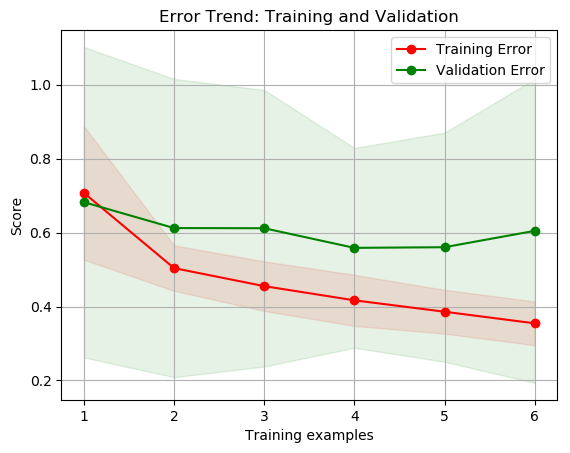 Error Trend: Training and Validation
Training Error
Validation Error
Score
1.0
0.8
0.6
0.4
0.2
1 2 3 4 5 6
Training examples